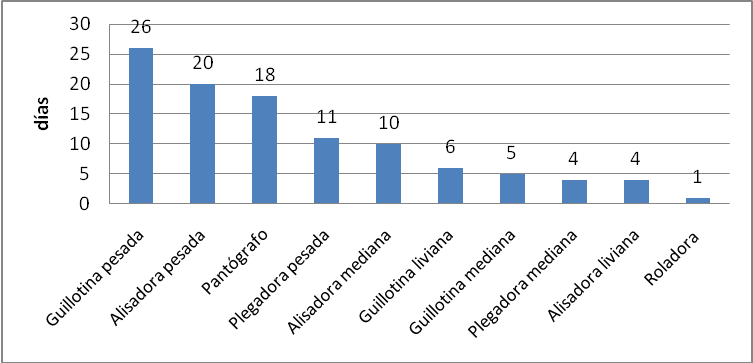 días
30
25
20
15
10
5
0
26
20
18
11
10
6
5
4
4
1
Guillotina pesada
Alisadora pesada
Pantógrafo
Plegadora pesada
Alisadora mediana
Guillotina liviana
Guillotina mediana
Plegadora mediana
Alisadora liviana
Roladora